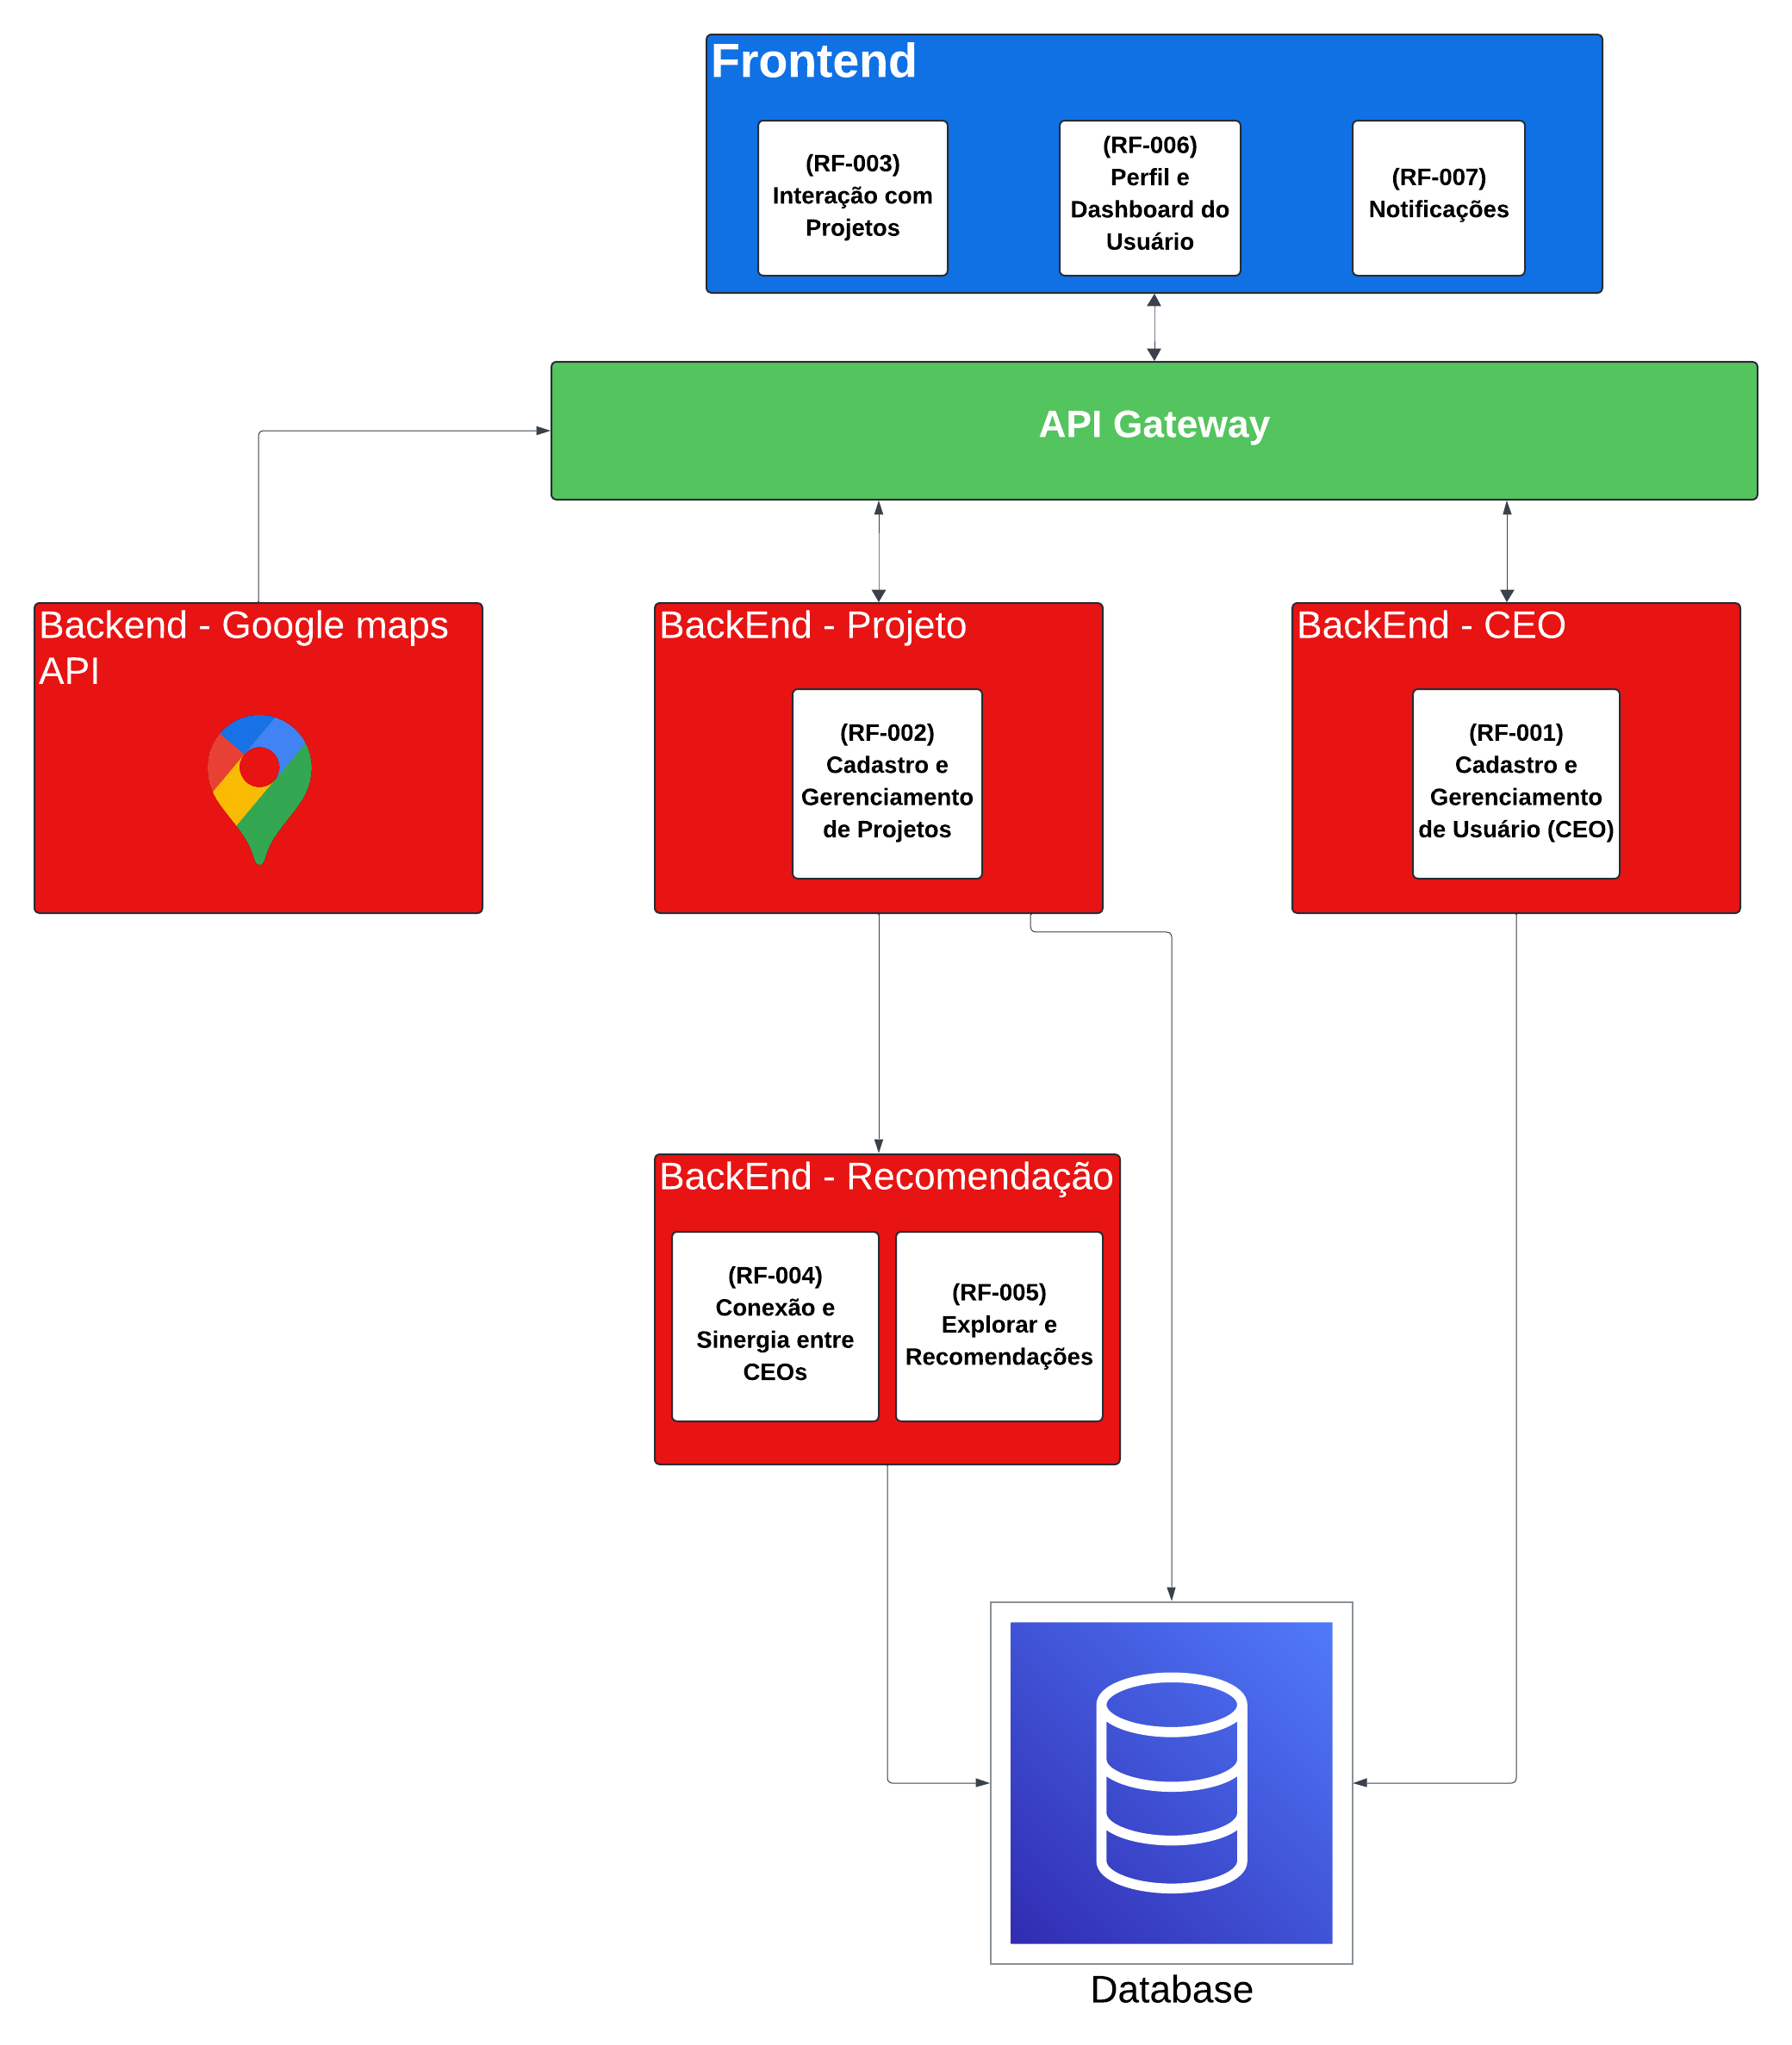 Frontend
(RF-003)
Interação com
Projetos
(RF-006)
Perfil e
Dashboard do
Usuário
(RF-007)
Notificações
API Gateway
Backend - Google maps
API
BackEnd - Projeto
(RF-002)
Cadastro e
Gerenciamento
de Projetos
BackEnd - CEO
(RF-001)
Cadastro e
Gerenciamento
de Usuário (CEO)
BackEnd - Recomendação
(RF-004)
Conexão e
Sinergia entre
CEOs
(RF-005)
Explorar e
Recomendações
Database